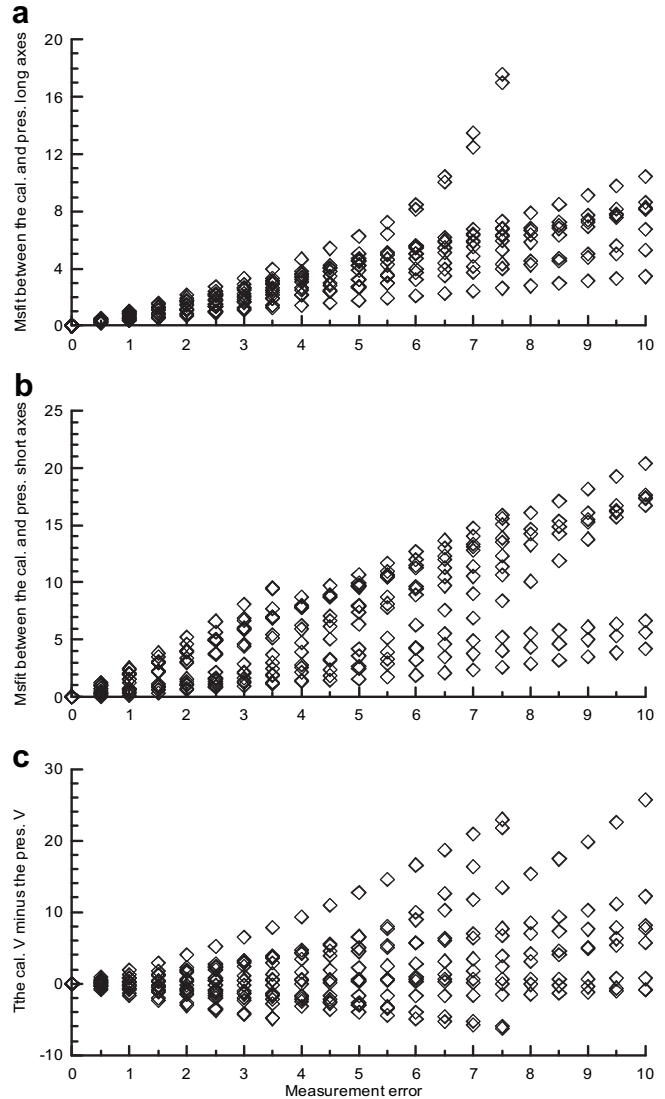 a
Msfit between the cal. and pres. long axes
20
16
12
8
4
0
0 1 2 3 4 5 6 7 8 9 10
b
Msfit between the cal. and pres. short axes
25
20
15
10
5
0
0 1 2 3 4 5 6 7 8 9 10
c
Tthe cal. V minus the pres. V
30
20
10
0
-10
0 1 2 3 4 5 6 7 8 9 10
Measurement error